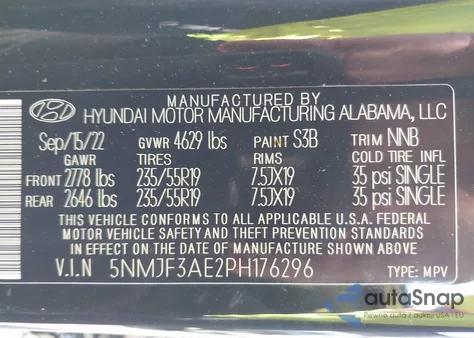 MANUFACTURED BY
HYUNDAI MOTOR MANUFACTURING ALABAMA, LLC
Sep/15/22 GVWR 4629 lbs PAINT S3B TRIM NNB
GAWR TIRES RIMS COLD TIRE INFL
FRONT 2778 lbs 235/55R19 7.5JX19 35 psi SINGLE
REAR 2646 lbs 235/55R19 7.5JX19 35 psi SINGLE
THIS VEHICLE CONFORMS TO ALL APPLICABLE U.S.A. FEDERAL
MOTOR VEHICLE SAFETY AND THEFT PREVENTION STANDARDS
IN EFFECT ON THE DATE OF MANUFACTURE SHOWN ABOVE.
V.I.N 5NMJF3AE2PH176296 TYPE: MPV
autoSnap
POWERED BY